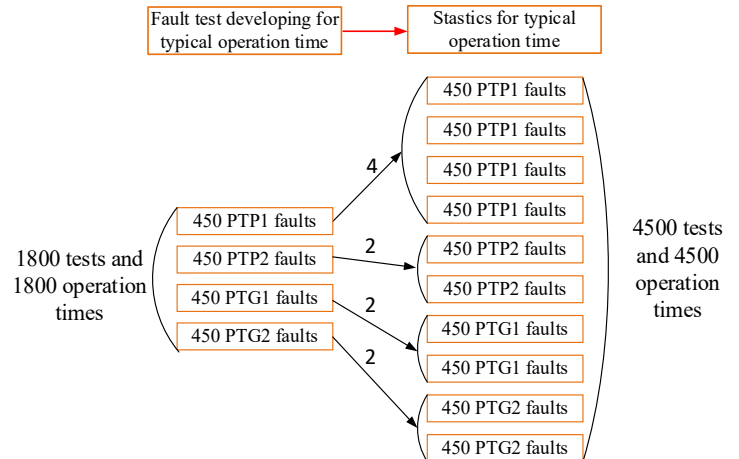 Fault test developing for
typical operation time
Stastics for typical
operation time
450 PTP1 faults
450 PTP1 faults
450 PTP1 faults
450 PTP1 faults
450 PTP2 faults
450 PTP2 faults
450 PTG1 faults
450 PTG1 faults
450 PTG2 faults
450 PTG2 faults
4
2
2
2
450 PTP1 faults
450 PTP2 faults
450 PTG1 faults
450 PTG2 faults
1800 tests and
1800 operation
times
4500 tests
and 4500
operation
times